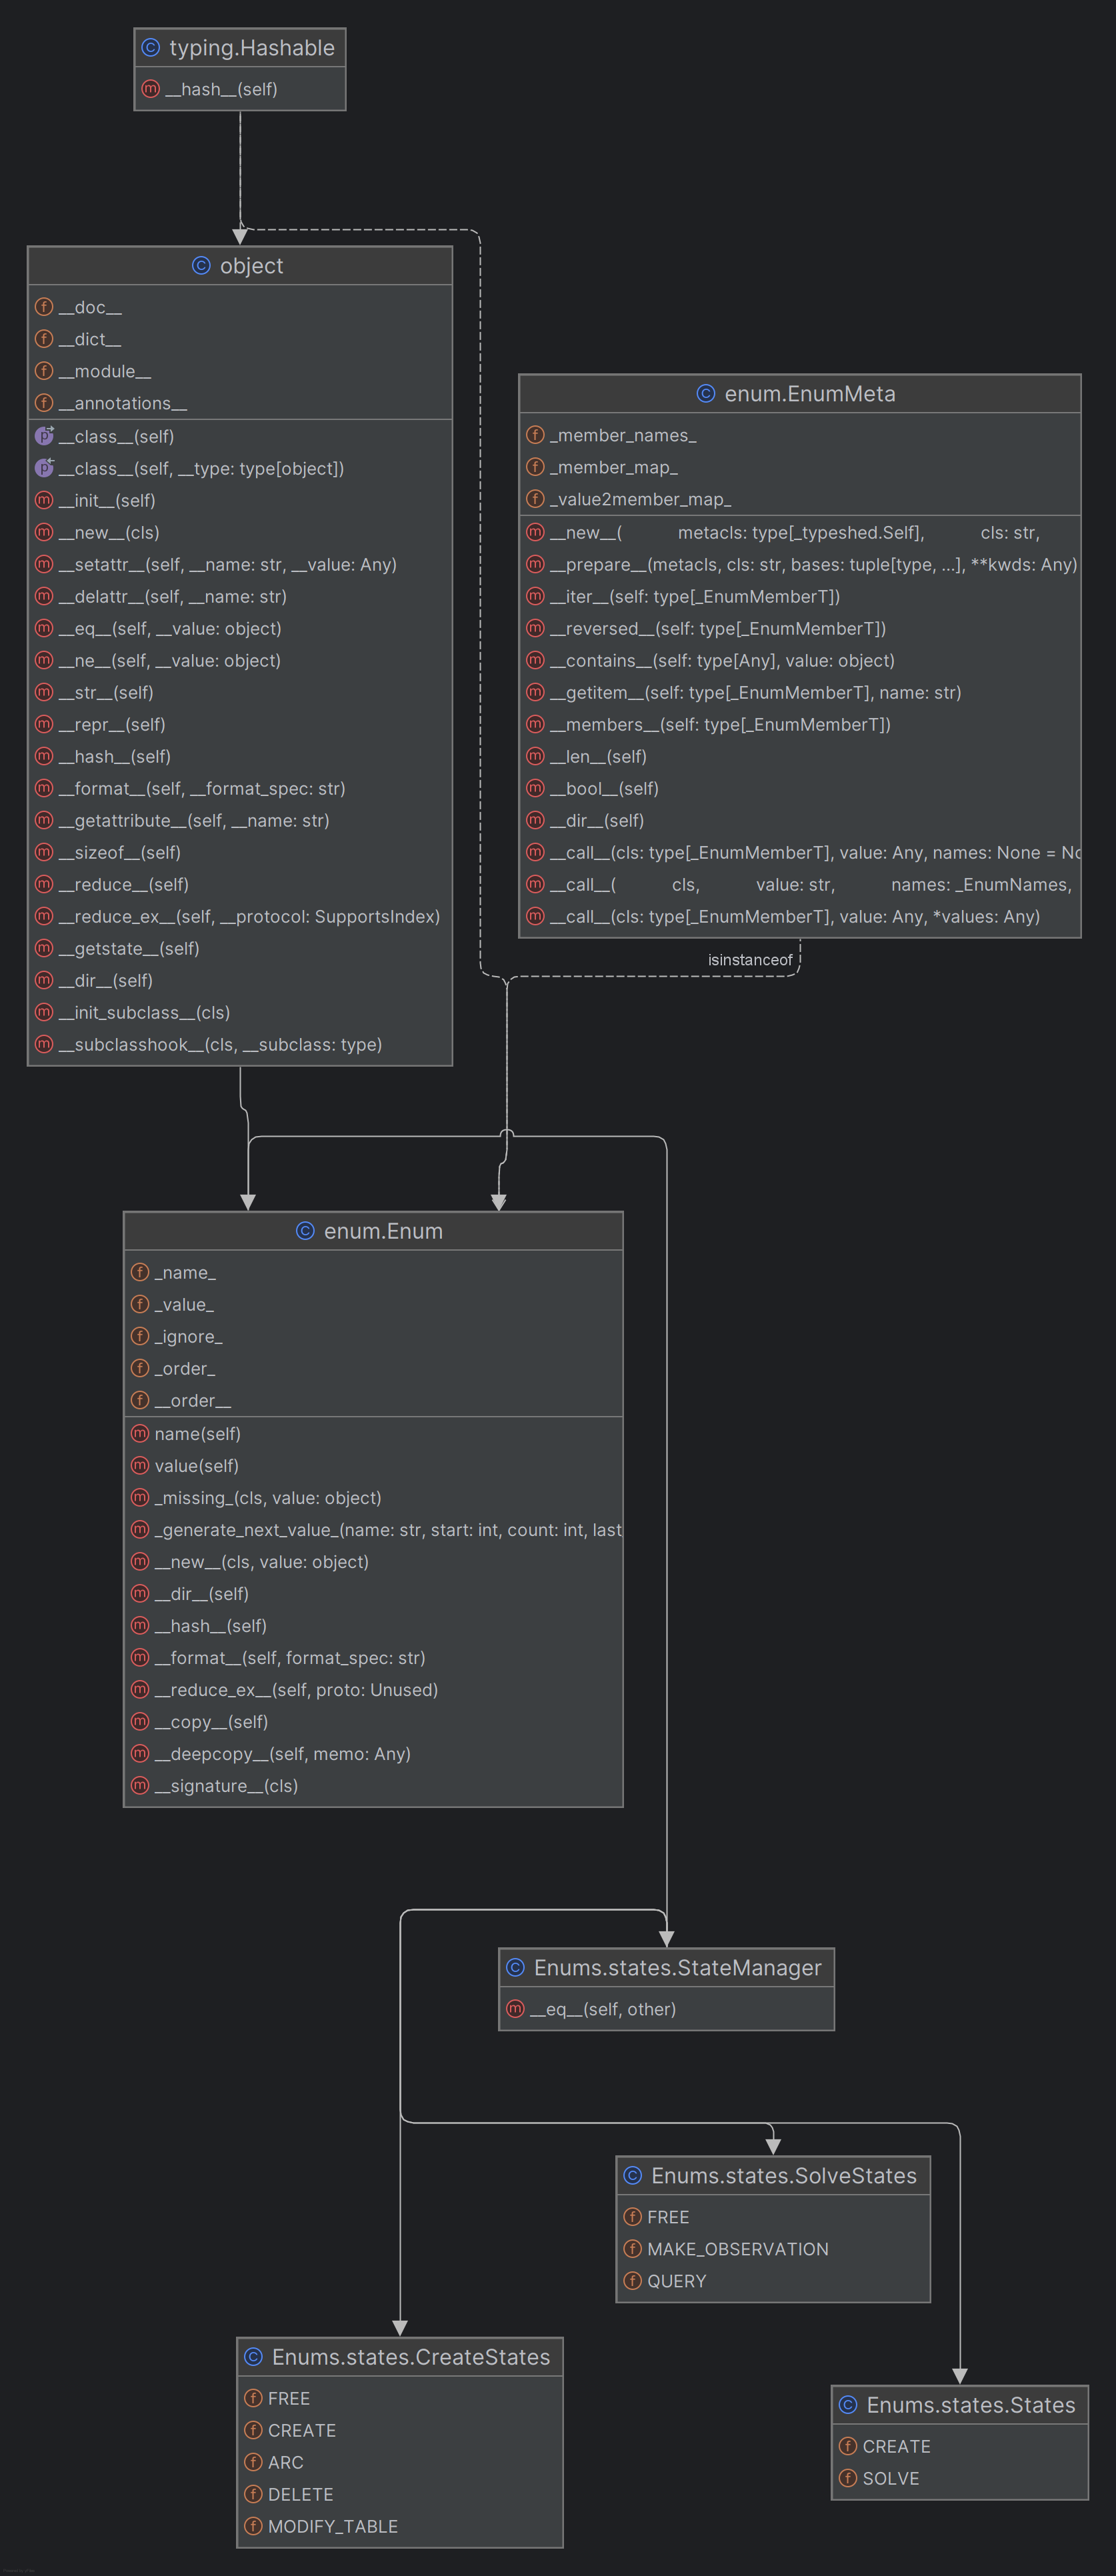 typing.Hashable
__hash__(self)
object
__doc__
__dict__
__module__
__annotations__
__class__(self)
__class__(self, __type: type[object])
__init__(self)
__new__(cls)
__setattr__(self, __name: str, __value: Any)
__delattr__(self, __name: str)
__eq__(self, __value: object)
__ne__(self, __value: object)
__str__(self)
__repr__(self)
__hash__(self)
__format__(self, __format_spec: str)
__getattribute__(self, __name: str)
__sizeof__(self)
__reduce__(self)
__reduce_ex__(self, __protocol: SupportsIndex)
__getstate__(self)
__dir__(self)
__init_subclass__(cls)
__subclasshook__(cls, __subclass: type)
enum.EnumMeta
_member_names_
_member_map_
_value2member_map_
__new__( metacls: type[_typeshed.Self], cls: str,
__prepare__(metacls, cls: str, bases: tuple[type, ...], **kwds: Any)
__iter__(self: type[_EnumMemberT])
__reversed__(self: type[_EnumMemberT])
__contains__(self: type[Any], value: object)
__getitem__(self: type[_EnumMemberT], name: str)
__members__(self: type[_EnumMemberT])
__len__(self)
__bool__(self)
__dir__(self)
__call__(cls: type[_EnumMemberT], value: Any, names: None = No
__call__( cls, value: str, names: _EnumNames,
__call__(cls: type[_EnumMemberT], value: Any, *values: Any)
isinstanceof
enum.Enum
_name_
_value_
_ignore_
_order_
__order__
name(self)
value(self)
_missing_(cls, value: object)
_generate_next_value_(name: str, start: int, count: int, last
__new__(cls, value: object)
__dir__(self)
__hash__(self)
__format__(self, format_spec: str)
__reduce_ex__(self, proto: Unused)
__copy__(self)
__deepcopy__(self, memo: Any)
__signature__(cls)
Enums.states.StateManager
__eq__(self, other)
Enums.states.SolveStates
FREE
MAKE_OBSERVATION
QUERY
Enums.states.CreateStates
FREE
CREATE
ARC
DELETE
MODIFY_TABLE
Enums.states.States
CREATE
SOLVE